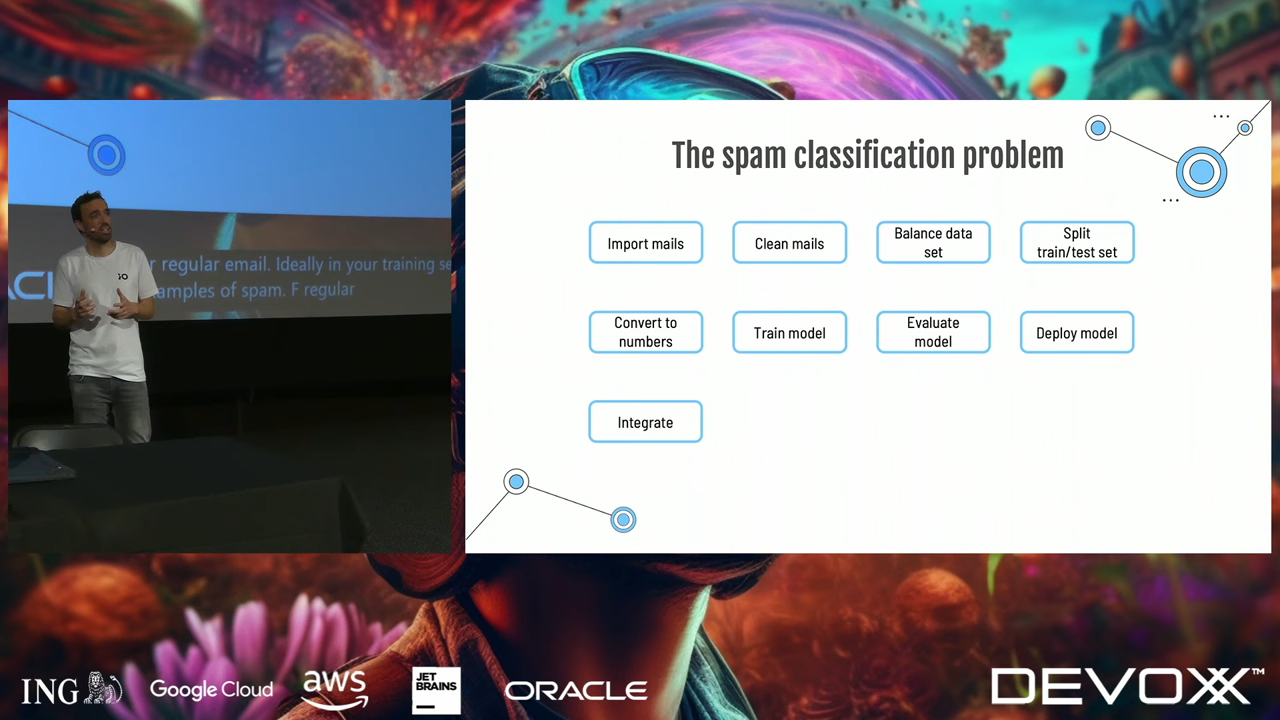 The spam classification problem
Import mails
Clean mails
Balance data
set
Split
train/test set
Convert to
numbers
Train model
Evaluate
model
Deploy model
Integrate
r regular email. Ideally in your training se
amples of spam. F regular
ING
Google Cloud
aws
JET
BRAINS
ORACLE
DEVOXX™